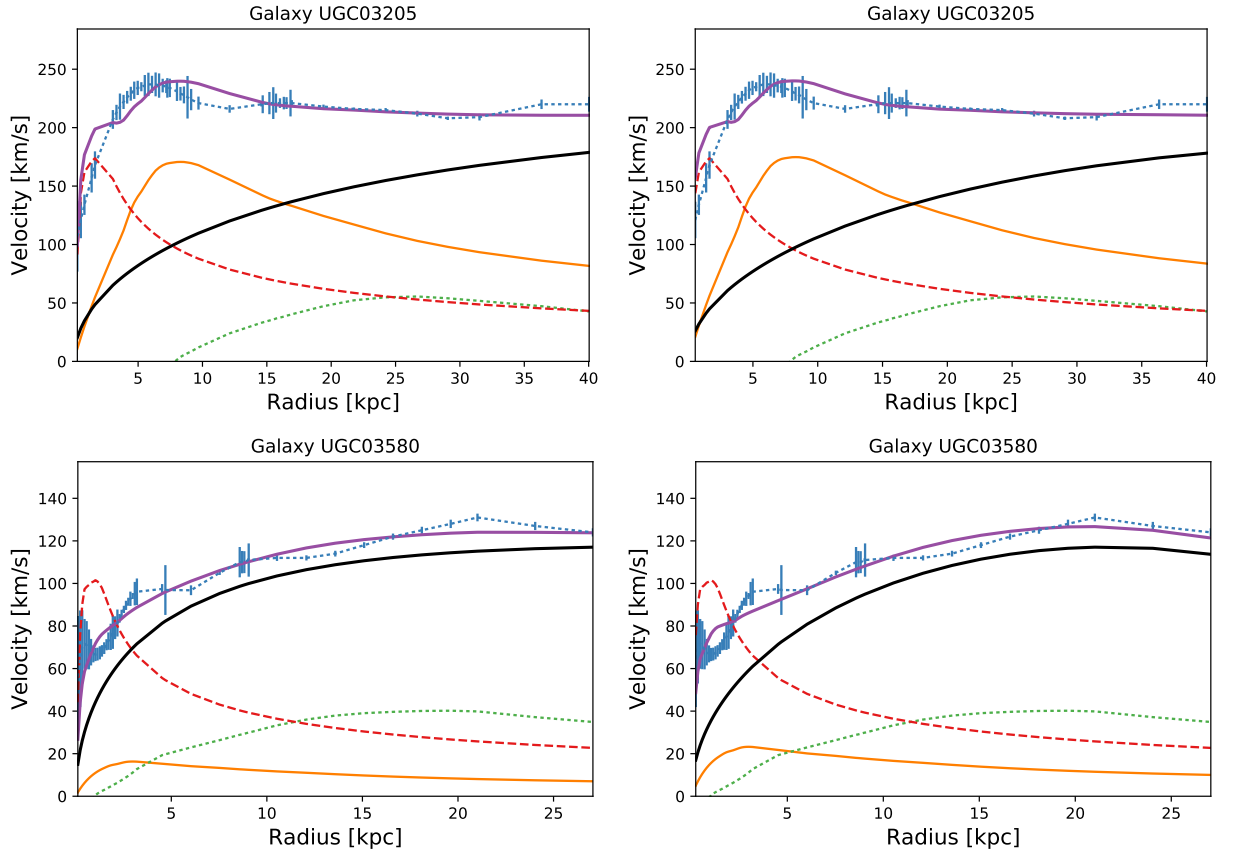 Galaxy UGC03205
Velocity [km/s]
250
200
150
100
50
0
5 10 15 20 25 30 35 40
Radius [kpc]
Galaxy UGC03205
Velocity [km/s]
250
200
150
100
50
0
5 10 15 20 25 30 35 40
Radius [kpc]
Galaxy UGC03580
Velocity [km/s]
140
120
100
80
60
40
20
0
5 10 15 20 25
Radius [kpc]
Galaxy UGC03580
Velocity [km/s]
140
120
100
80
60
40
20
0
5 10 15 20 25
Radius [kpc]